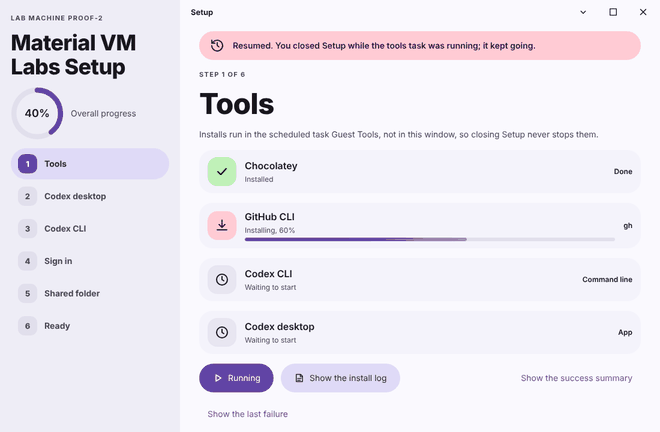 LAB MACHINE PROOF-2
Material VM
Labs Setup
40%
Overall progress
1 Tools
2 Codex desktop
3 Codex CLI
4 Sign in
5 Shared folder
6 Ready
Setup
Resumed. You closed Setup while the tools task was running; it kept going.
STEP 1 OF 6
Tools
Installs run in the scheduled task Guest Tools, not in this window, so closing Setup never stops them.
Chocolatey
Installed
Done
GitHub CLI
Installing, 60%
gh
Codex CLI
Waiting to start
Command line
Codex desktop
Waiting to start
App
Running
Show the install log
Show the success summary
Show the last failure